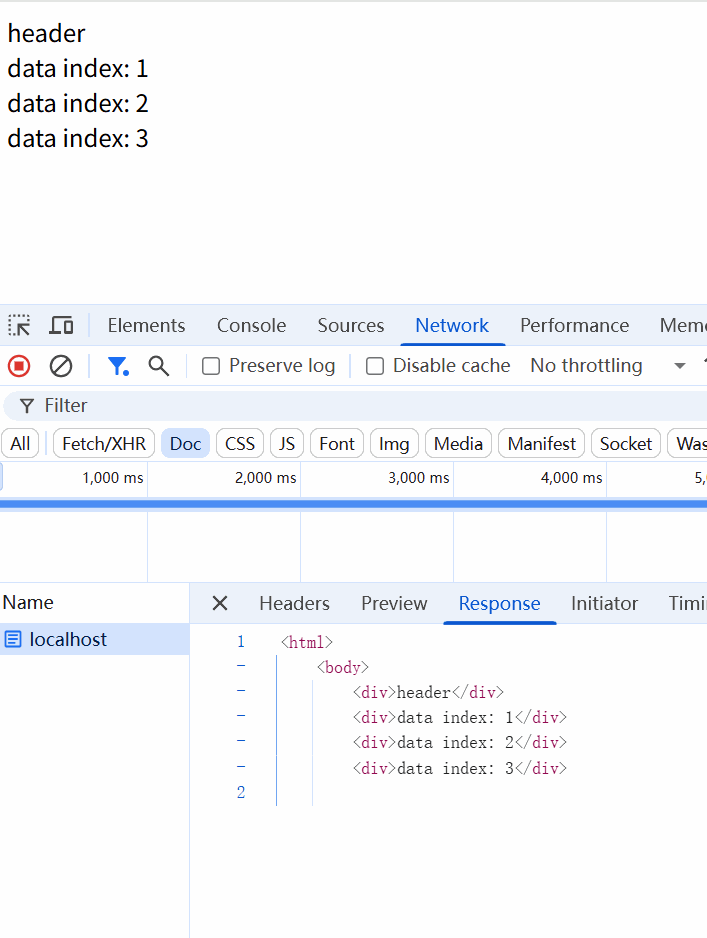 header
data index: 1
data index: 2
data index: 3
Elements Console Sources Network Performance Mem
Preserve log Disable cache No throttling
Filter
All Fetch/XHR Doc CSS JS Font Img Media Manifest Socket Was
1,000 ms 2,000 ms 3,000 ms 4,000 ms 5,
Name Headers Preview Response Initiator Timi
localhost
1 <html>
- <body>
- <div>header</div>
- <div>data index: 1</div>
- <div>data index: 2</div>
- <div>data index: 3</div>
2